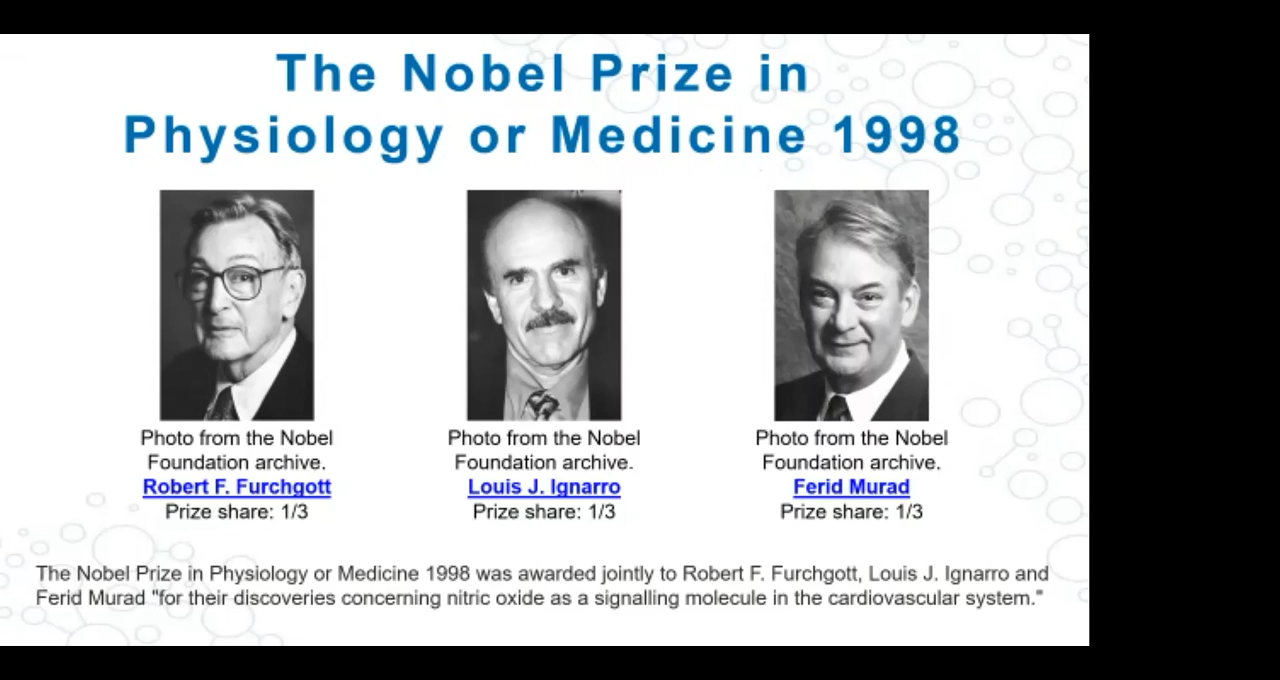 The Nobel Prize in
Physiology or Medicine 1998
Photo from the Nobel
Foundation archive.
Robert F. Furchgott
Prize share: 1/3
Photo from the Nobel
Foundation archive.
Louis J. Ignarro
Prize share: 1/3
Photo from the Nobel
Foundation archive.
Ferid Murad
Prize share: 1/3
The Nobel Prize in Physiology or Medicine 1998 was awarded jointly to Robert F. Furchgott, Louis J. Ignarro and
Ferid Murad "for their discoveries concerning nitric oxide as a signalling molecule in the cardiovascular system."